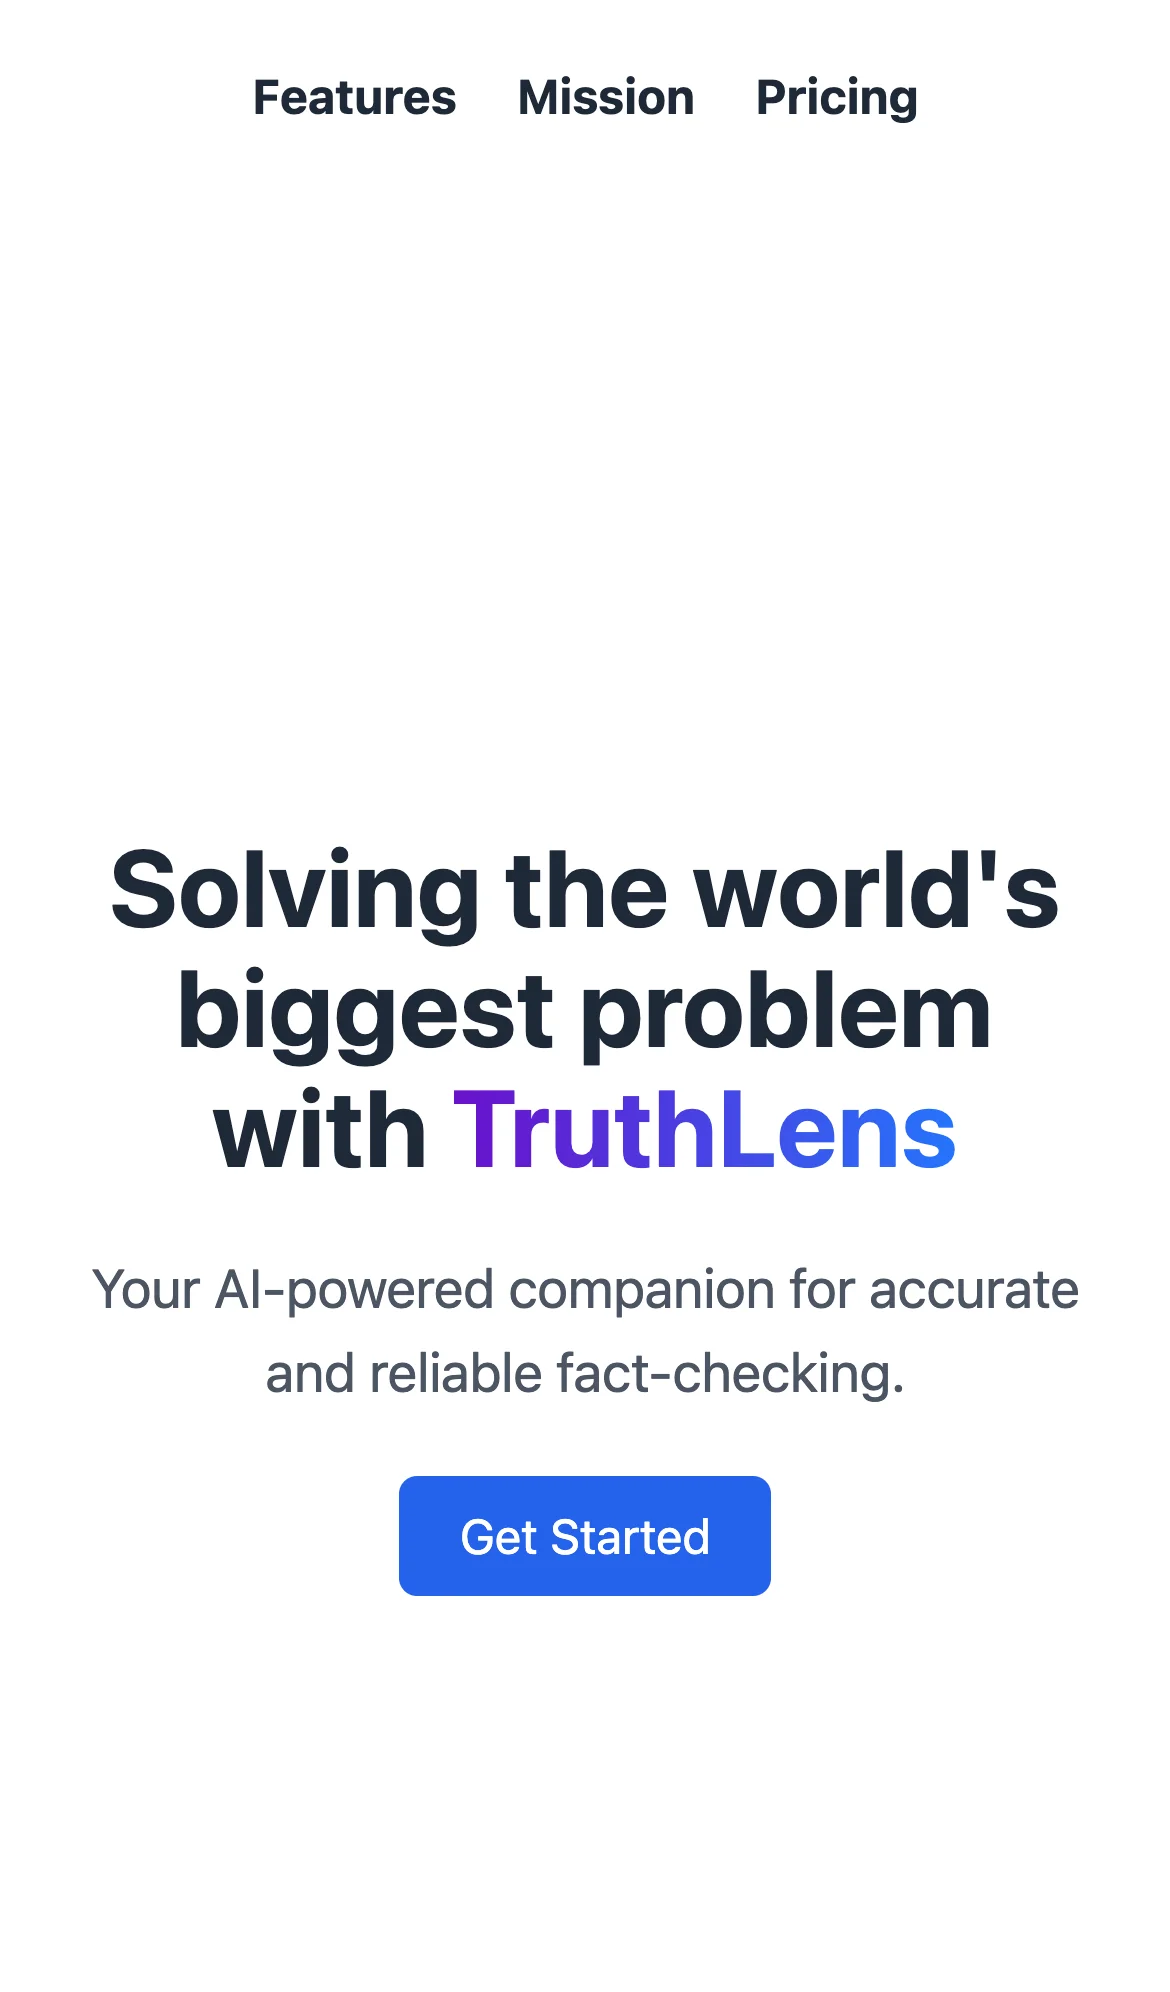 Features Mission Pricing
Solving the world's
biggest problem
with TruthLens
Your AI-powered companion for accurate
and reliable fact-checking.
Get Started